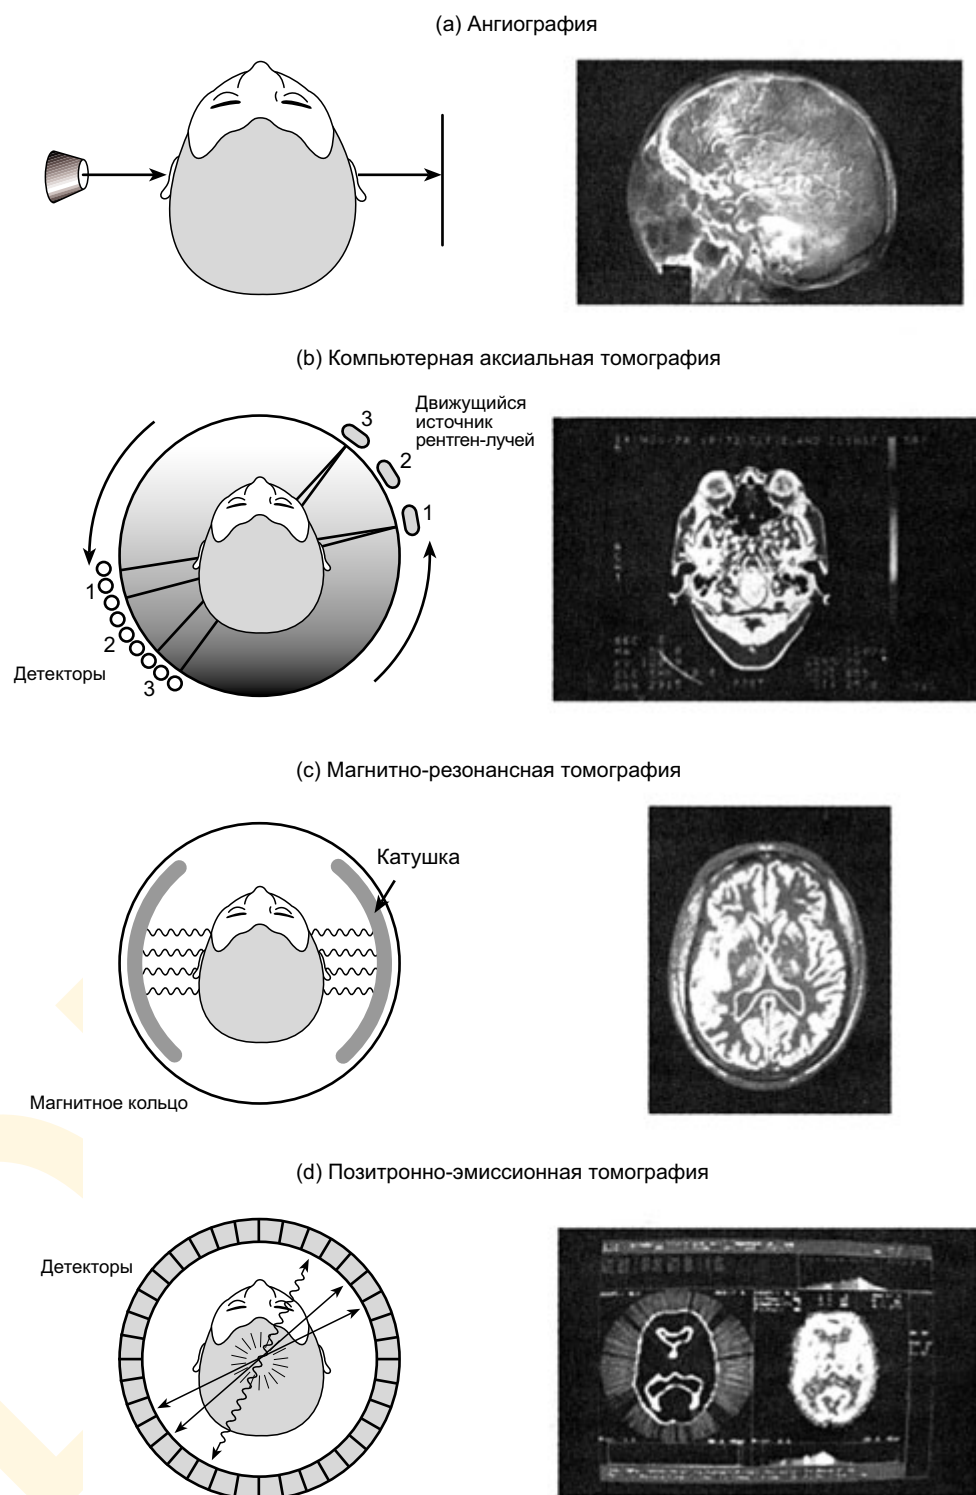 (a) Ангиография
(b) Компьютерная аксиальная томография
3
Движущийся
источник
рентген-лучей
2
1
1
2
Детекторы
3
(c) Магнитно-резонансная томография
Катушка
Магнитное кольцо
(d) Позитронно-эмиссионная томография
Детекторы